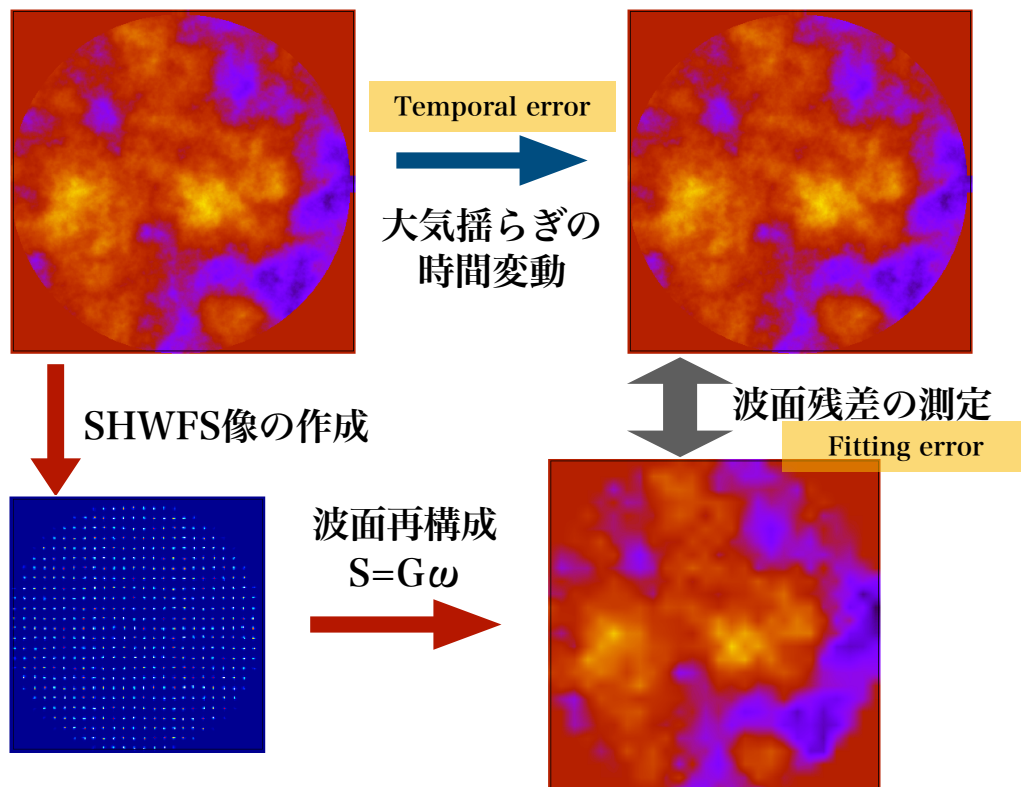 Temporal error
大気揺らぎの
時間変動
SHWFS像の作成
波面残差の測定
Fitting error
波面再構成
S=Gω